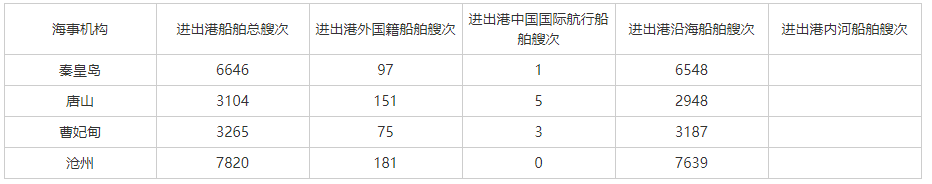 海事机构 进出港船舶总艘次 进出港外国籍船舶艘次 进出港中国国际航行船舶艘次 进出港沿海船舶艘次 进出港内河船舶艘次
秦皇岛 6646 97 1 6548
唐山 3104 151 5 2948
曹妃甸 3265 75 3 3187
沧州 7820 181 0 7639